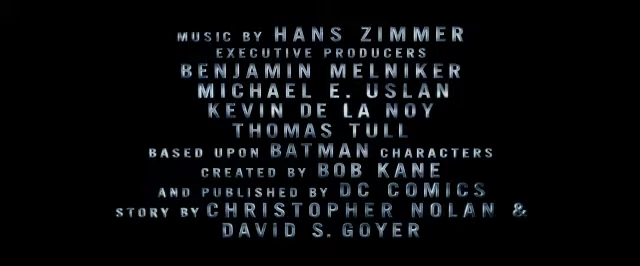 MUSIC BY HANS ZIMMER
EXECUTIVE PRODUCERS
BENJAMIN MELNIKER
MICHAEL E. USLAN
KEVIN DE LA NOY
THOMAS TULL
BASED UPON BATMAN CHARACTERS
CREATED BY BOB KANE
AND PUBLISHED BY DC COMICS
STORY BY CHRISTOPHER NOLAN &
DAVID S. GOYER